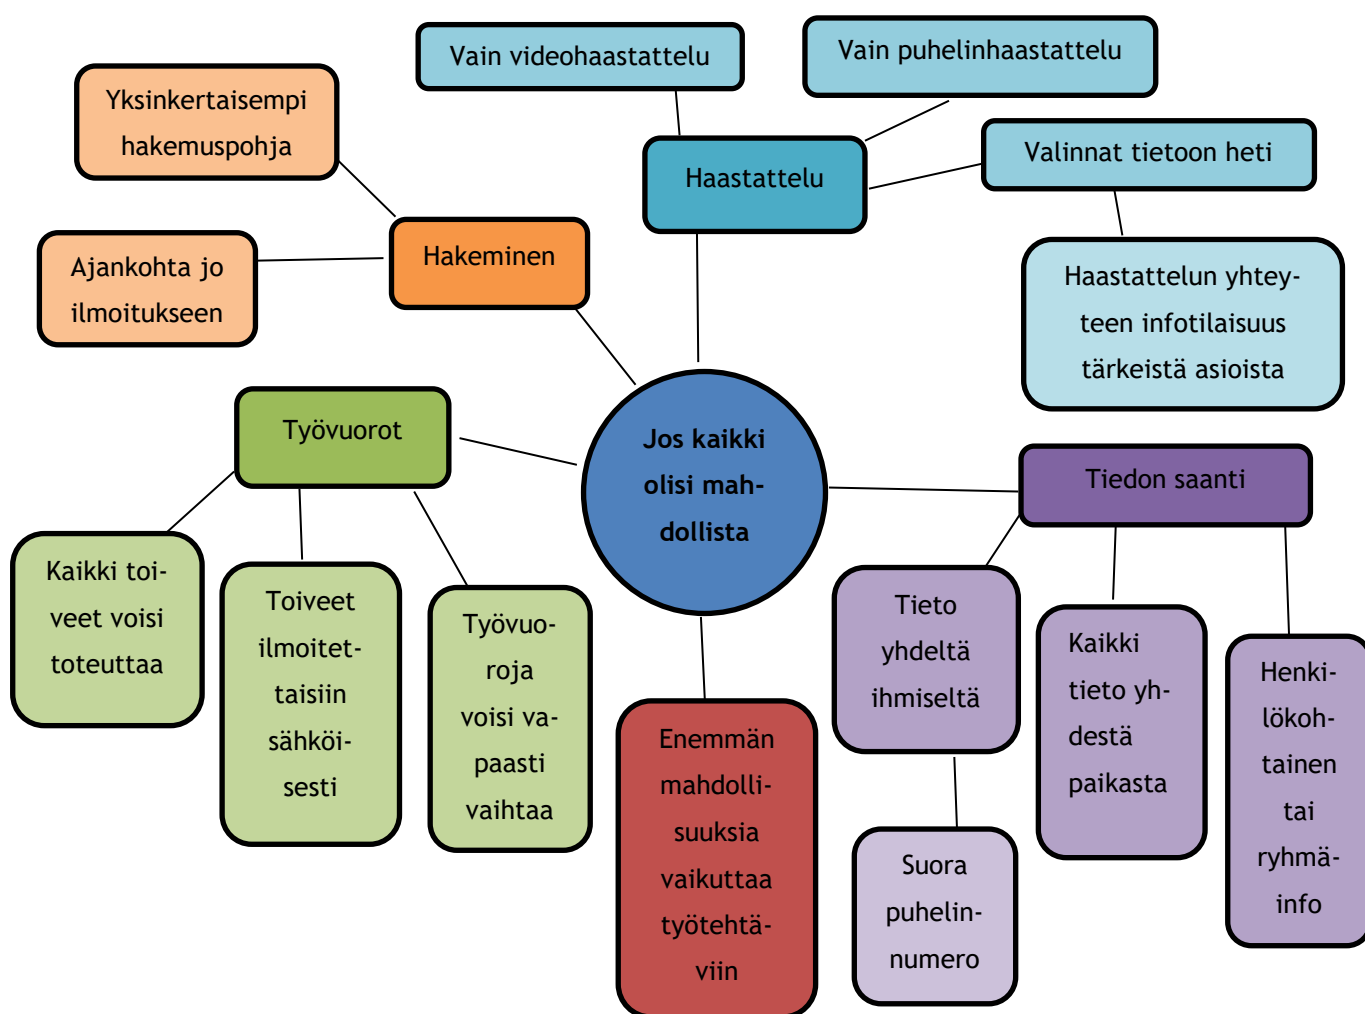 Vain videohaastattelu
Vain puhelinhaastattelu
Yksinkertaisempi
hakemuspohja
Haastattelu
Valinnat tietoon heti
Ajankohta jo
ilmoitukseen
Hakeminen
Haastattelun yhtey-
teen infotilaisuus
tärkeistä asioista
Työvuorot
Jos kaikki
olisi mah-
dollista
Tiedon saanti
Kaikki toi-
veet voisi
toteuttaa
Toiveet
ilmoitet-
taisiin
sähköi-
sesti
Työvuo-
roja
voisi va-
paasti
vaihtaa
Enemmän
mahdolli-
suuksia
vaikuttaa
työtehtä-
viin
Tieto
yhdeltä
ihmiseltä
Suora
puhelin-
numero
Kaikki
tieto yh-
destä
paikasta
Henki-
lökoh-
tainen
tai
ryhmä-
info